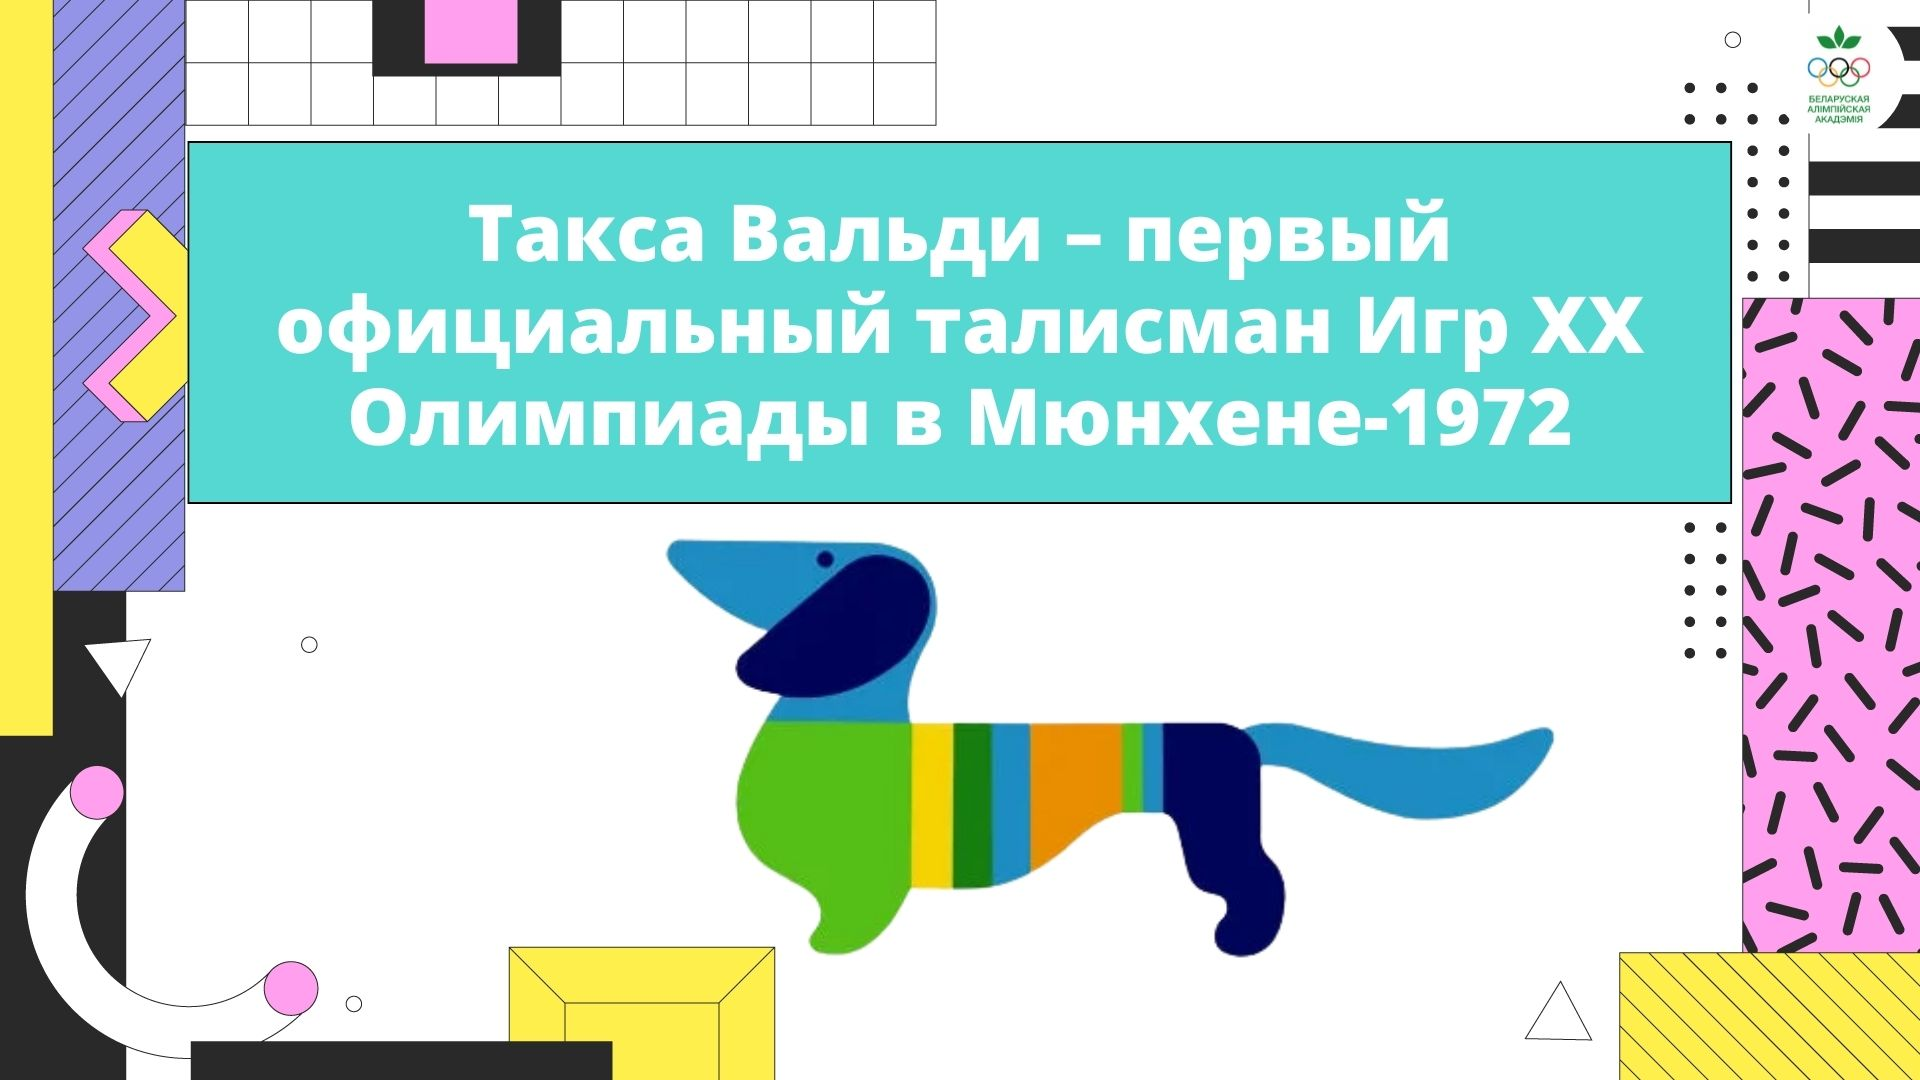 БЕЛАРУСКАЯ
АЛІМПІЙСКАЯ
АКАДЭМІЯ
Такса Вальди – первый
официальный талисман Игр XX
Олимпиады в Мюнхене-1972